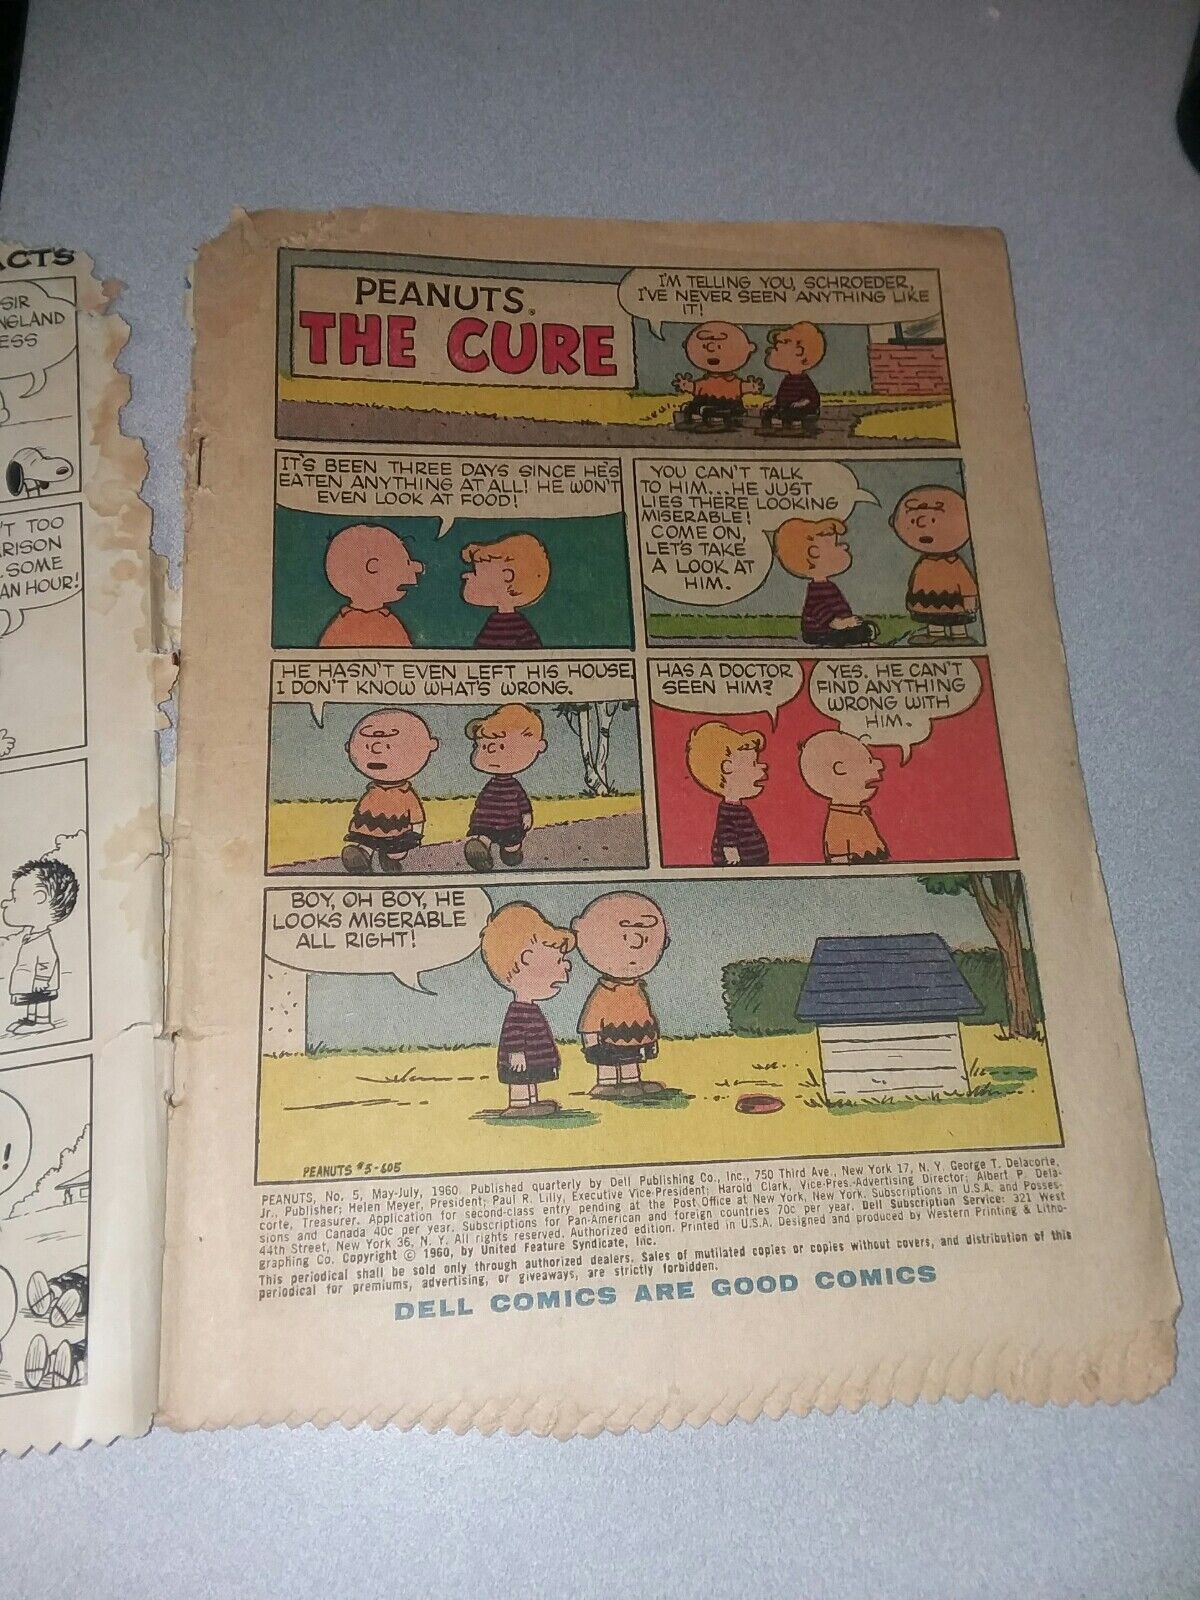 ACTS
SIR
NGLAND
ESS
'T TOO
RISON
. SOME
AN HOUR!
!
PEANUTS®
THE CURE
I'M TELLING YOU, SCHROEDER,
I'VE NEVER SEEN ANYTHING LIKE
IT!
IT'S BEEN THREE DAYS SINCE HE'S
EATEN ANYTHING AT ALL! HE WON'T
EVEN LOOK AT FOOD!
YOU CAN'T TALK
TO HIM...HE JUST
LIES THERE LOOKING
MISERABLE!
COME ON,
LET'S TAKE
A LOOK AT
HIM.
HE HASN'T EVEN LEFT HIS HOUSE.
I DON'T KNOW WHAT'S WRONG.
HAS A DOCTOR
SEEN HIM?
YES. HE CAN'T
FIND ANYTHING
WRONG WITH
HIM.
BOY, OH BOY, HE
LOOKS MISERABLE
ALL RIGHT!
PEANUTS #5-605
PEANUTS, No. 5, May-July, 1960. Published quarterly by Dell Publishing Co., Inc., 750 Third Ave., New York 17, N. Y. George T. Delacorte,
Jr., Publisher; Helen Meyer, President; Paul R. Lilly, Executive Vice-President; Harold Clark, Vice-Pres.-Advertising Director; Albert P. Dela-
corte, Treasurer. Application for second-class entry pending at the Post Office at New York, New York. Subscriptions in U.S.A. and Posses-
sions and Canada 40c per year. Subscriptions for Pan-American and foreign countries 70c per year. Dell Subscription Service: 321 West
44th Street, New York 36, N. Y. All rights reserved. Authorized edition. Printed in U.S.A. Designed and produced by Western Printing & Litho-
graphing Co. Copyright © 1960, by United Feature Syndicate, Inc.
This periodical shall be sold only through authorized dealers. Sales of mutilated copies or copies without covers, and distribution of this
periodical for premiums, advertising, or giveaways, are strictly forbidden.
DELL COMICS ARE GOOD COMICS